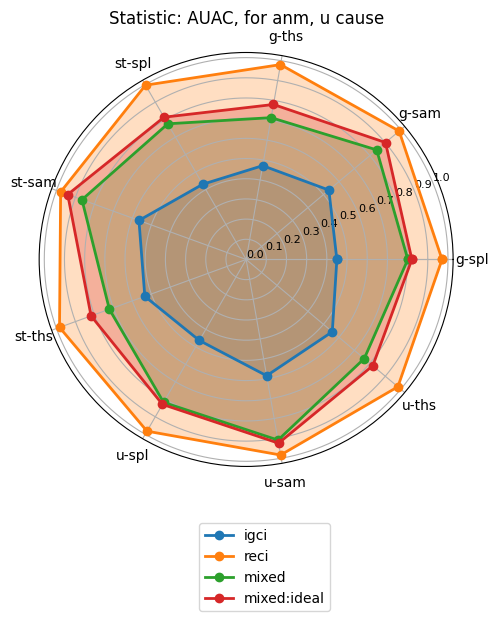 Statistic: AUAC, for anm, u cause
g-ths
st-spl
g-sam
st-sam
1.0
0.9
0.8
0.7
0.6
0.5
0.4
0.3
0.2
0.1
0.0
g-spl
st-ths
u-ths
u-spl
u-sam
igci
reci
mixed
mixed:ideal